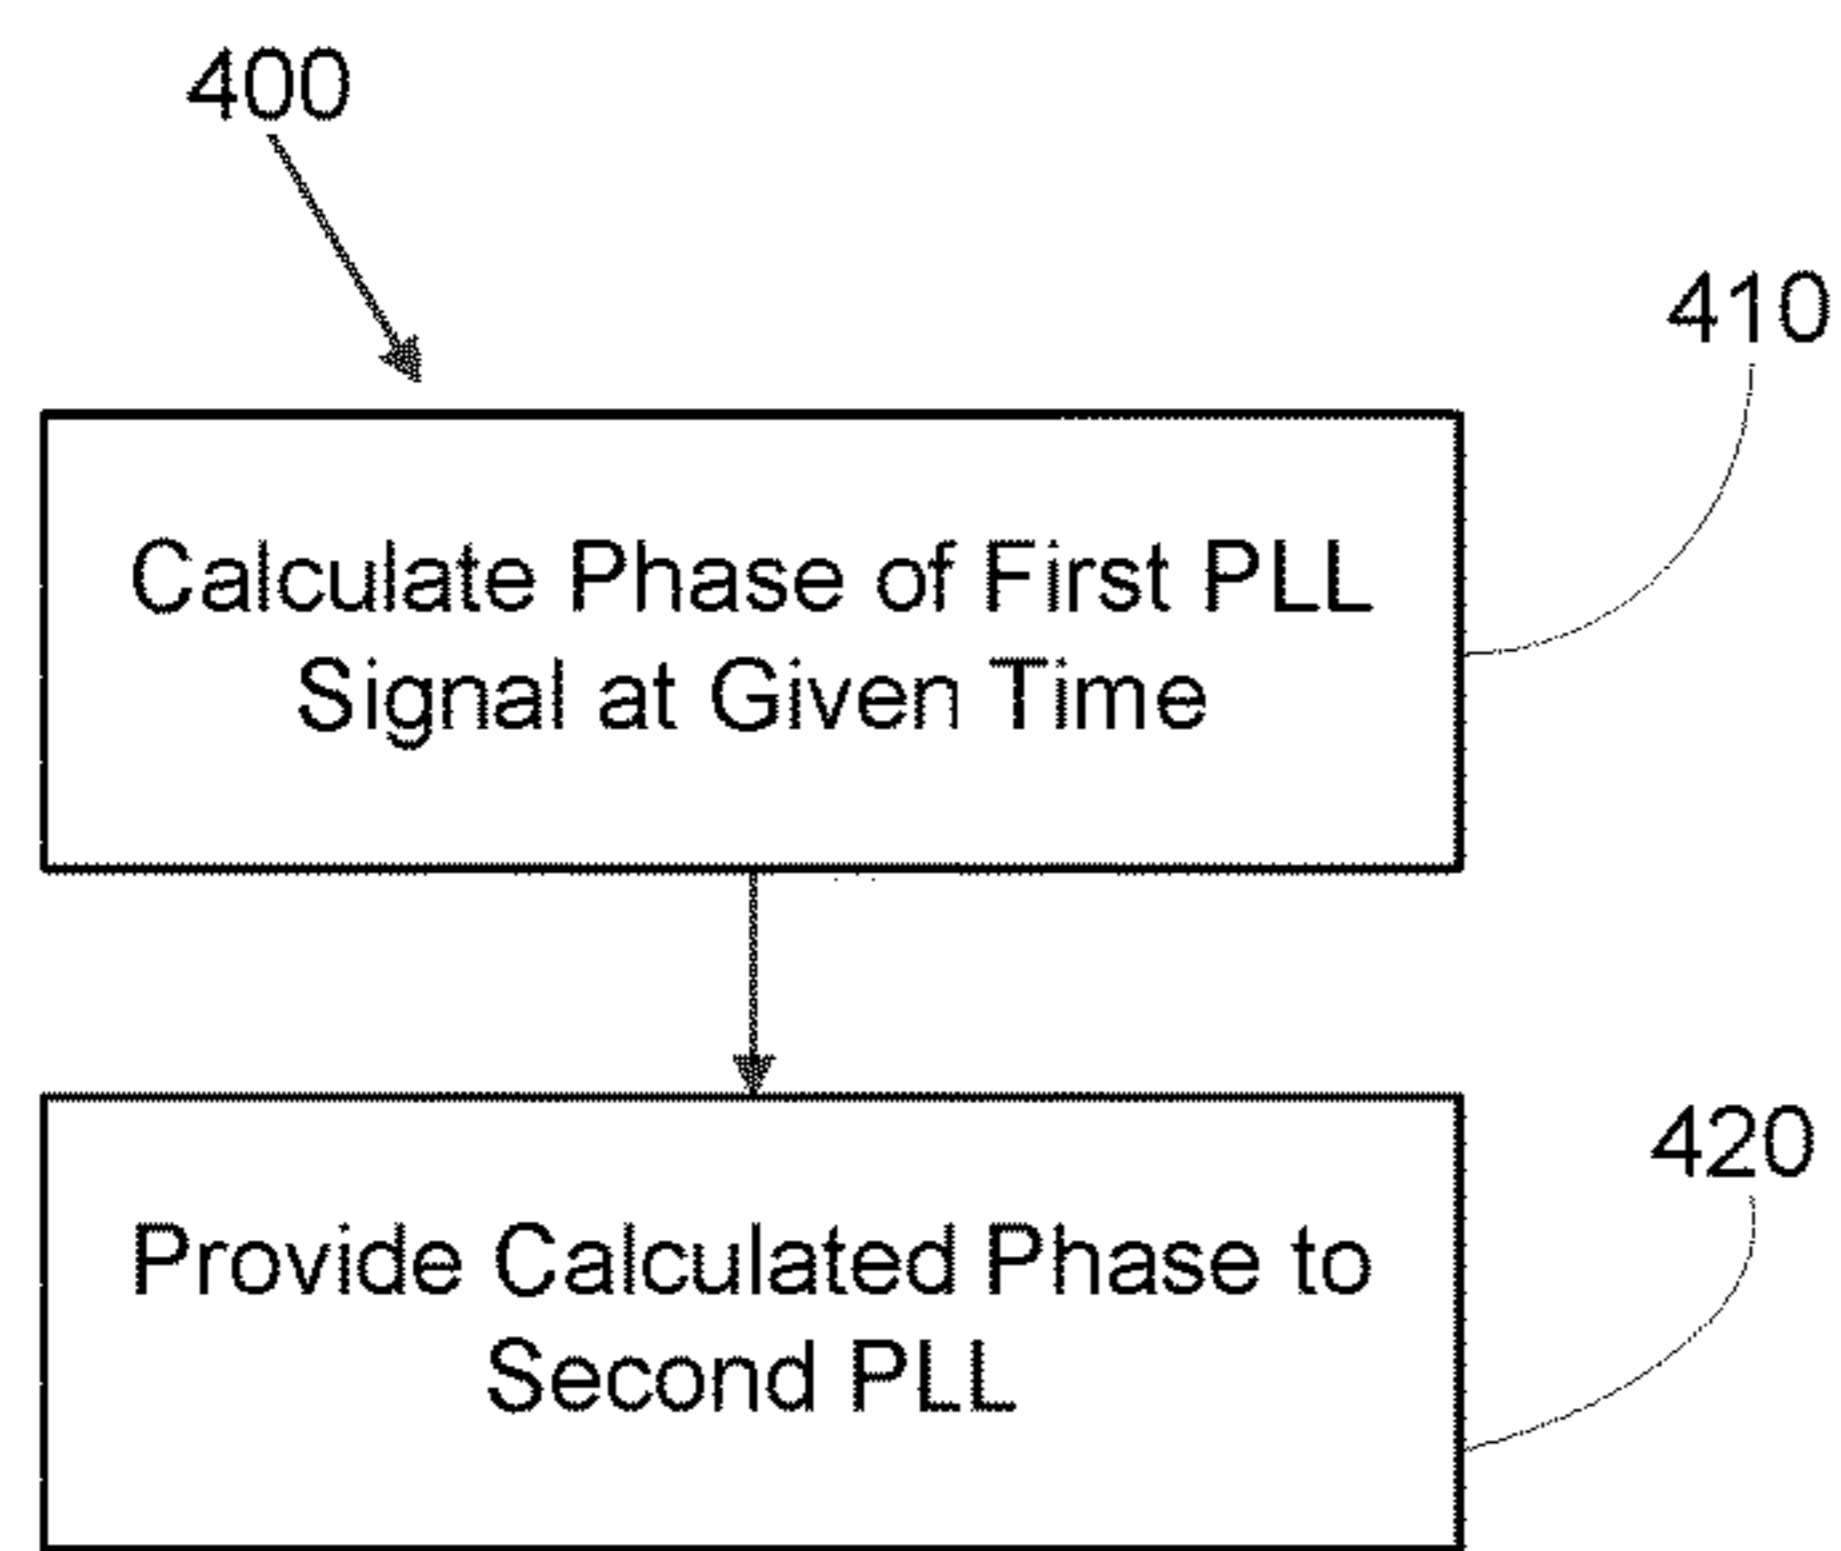 400
410
Calculate Phase of First PLL
Signal at Given Time
420
Provide Calculated Phase to
Second PLL